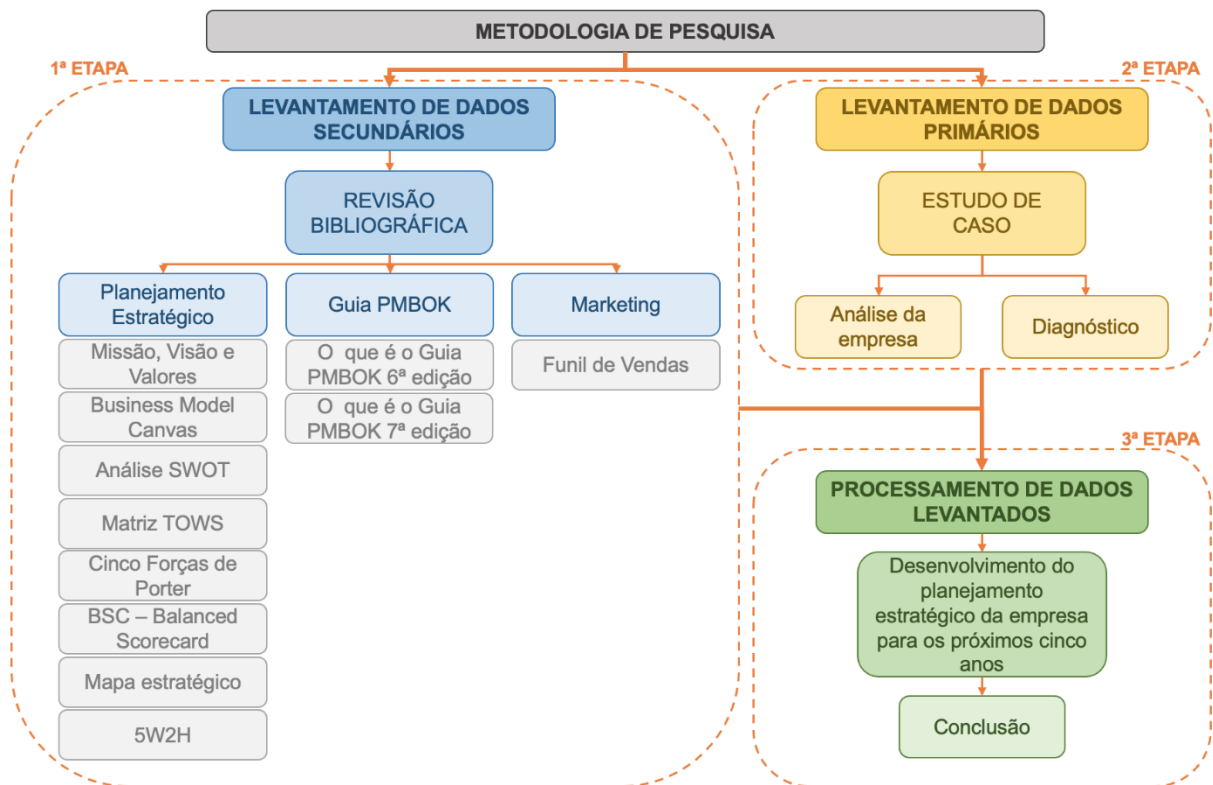 METODOLOGIA DE PESQUISA
1ª ETAPA
LEVANTAMENTO DE DADOS
SECUNDÁRIOS
REVISÃO
BIBLIOGRÁFICA
Planejamento
Estratégico
Missão, Visão e
Valores
Business Model
Canvas
Análise SWOT
Matriz TOWS
Cinco Forças de
Porter
BSC – Balanced
Scorecard
Mapa estratégico
5W2H
Guia PMBOK
O que é o Guia
PMBOK 6ª edição
O que é o Guia
PMBOK 7ª edição
Marketing
Funil de Vendas
2ª ETAPA
LEVANTAMENTO DE DADOS
PRIMÁRIOS
ESTUDO DE
CASO
Análise da
empresa
Diagnóstico
3ª ETAPA
PROCESSAMENTO DE DADOS
LEVANTADOS
Desenvolvimento do
planejamento
estratégico da empresa
para os próximos cinco
anos
Conclusão